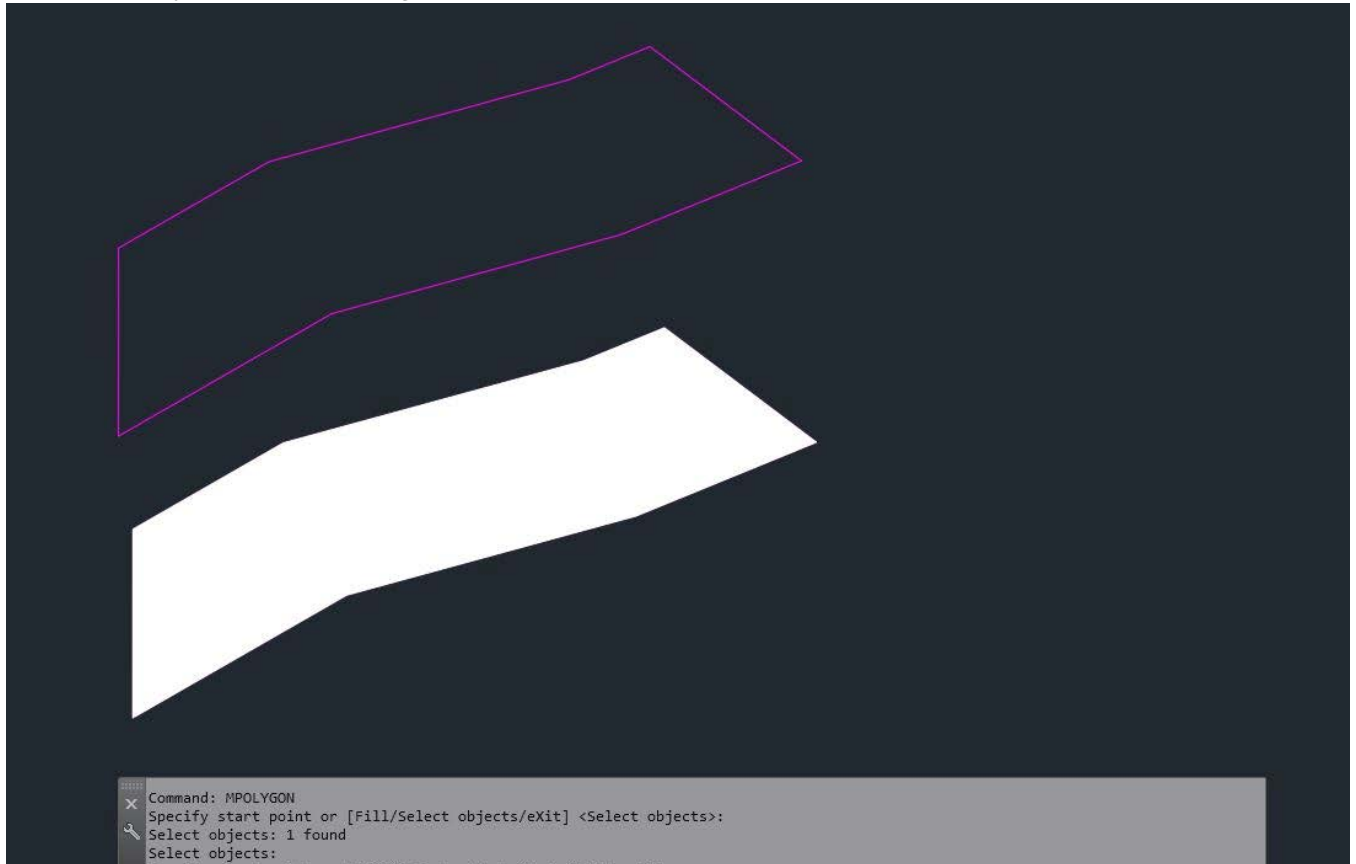 Command: MPOLYGON
Specify start point or [Fill/Select objects/eXit] <Select objects>:
Select objects: 1 found
Select objects: